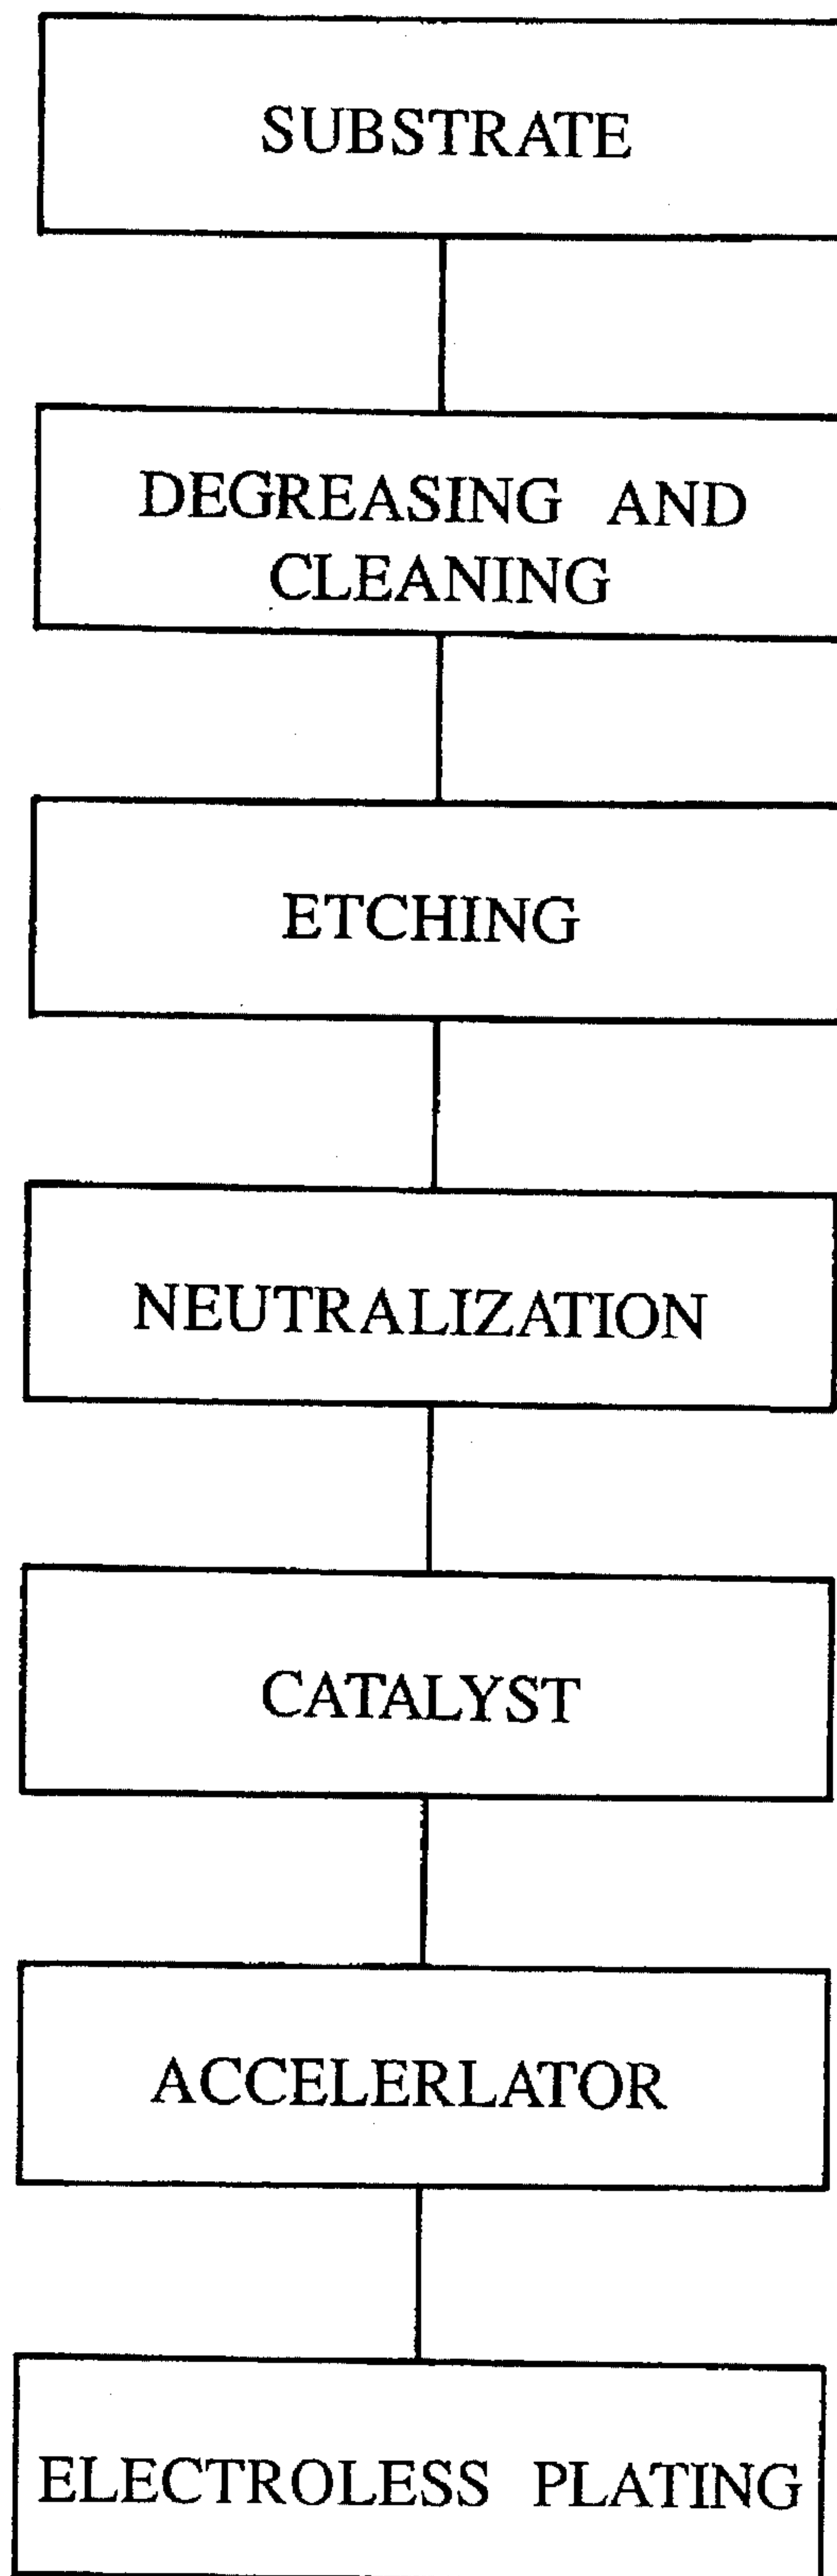 SUBSTRATE
DEGREASING AND
CLEANING
ETCHING
NEUTRALIZATION
CATALYST
ACCELERLATOR
ELECTROLESS PLATING